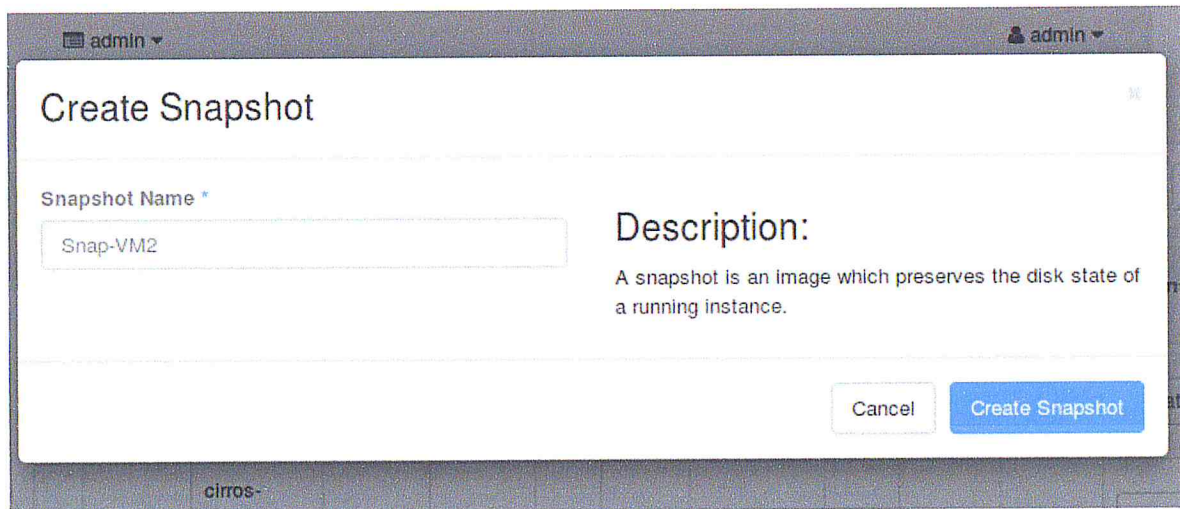 admin
admin
Create Snapshot
×
Snapshot Name *
Snap-VM2
Description:
A snapshot is an image which preserves the disk state of
a running instance.
Cancel
Create Snapshot
cirros-